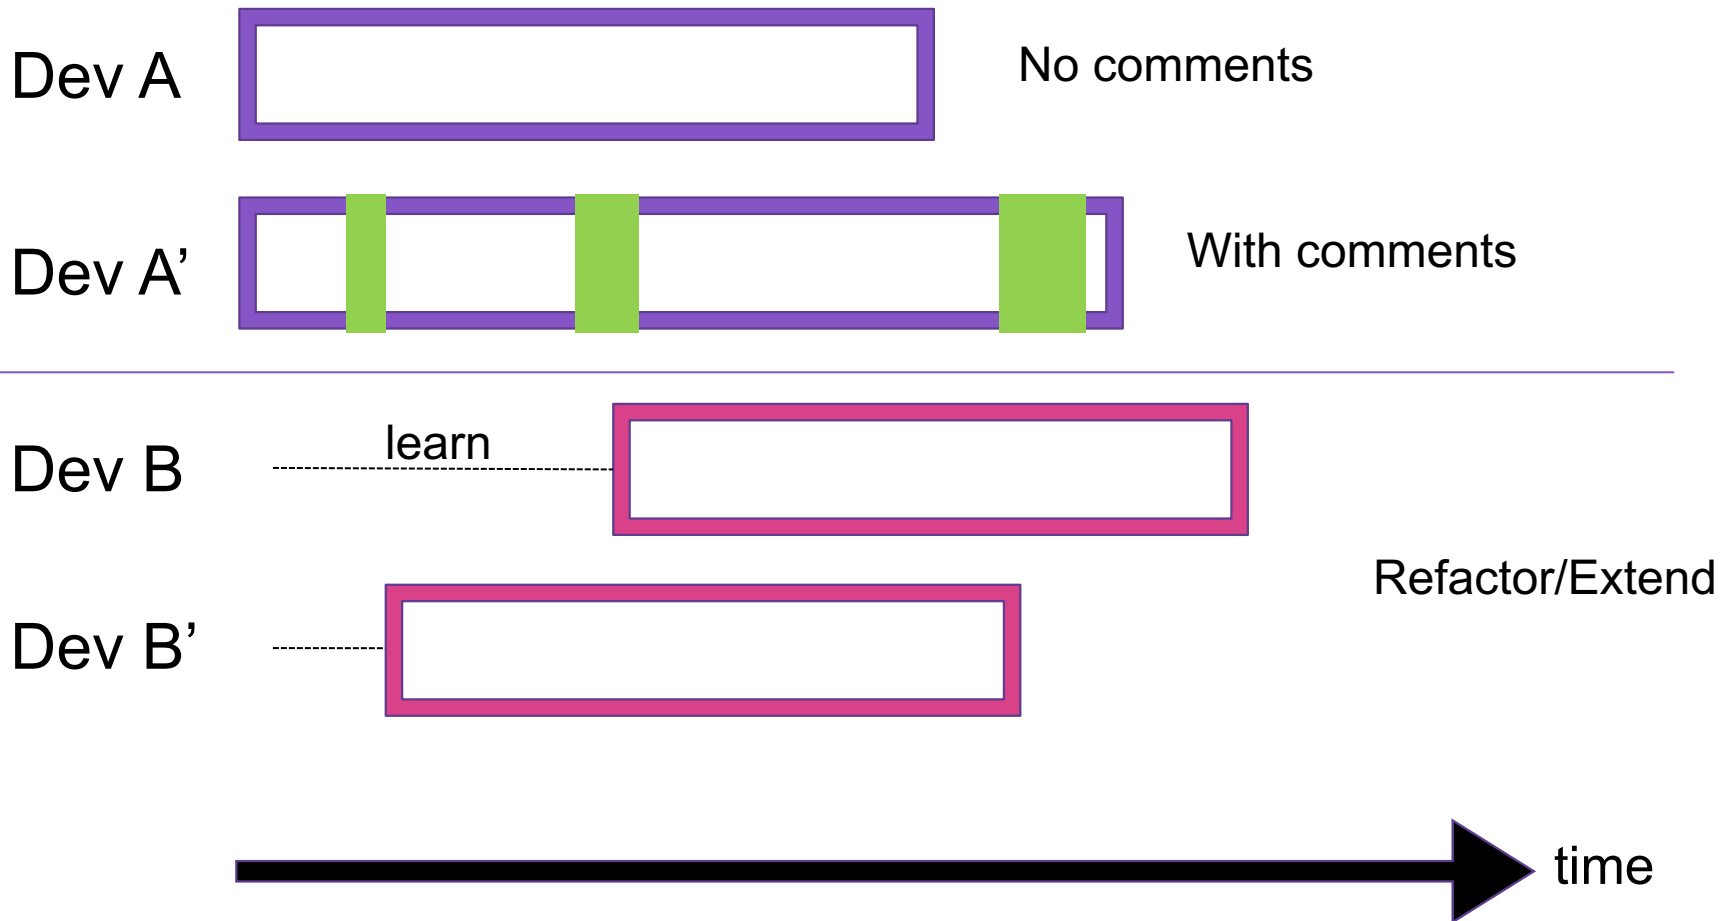 Dev A
No comments
Dev A’
With comments
Dev B
learn
Refactor/Extend
Dev B’
time